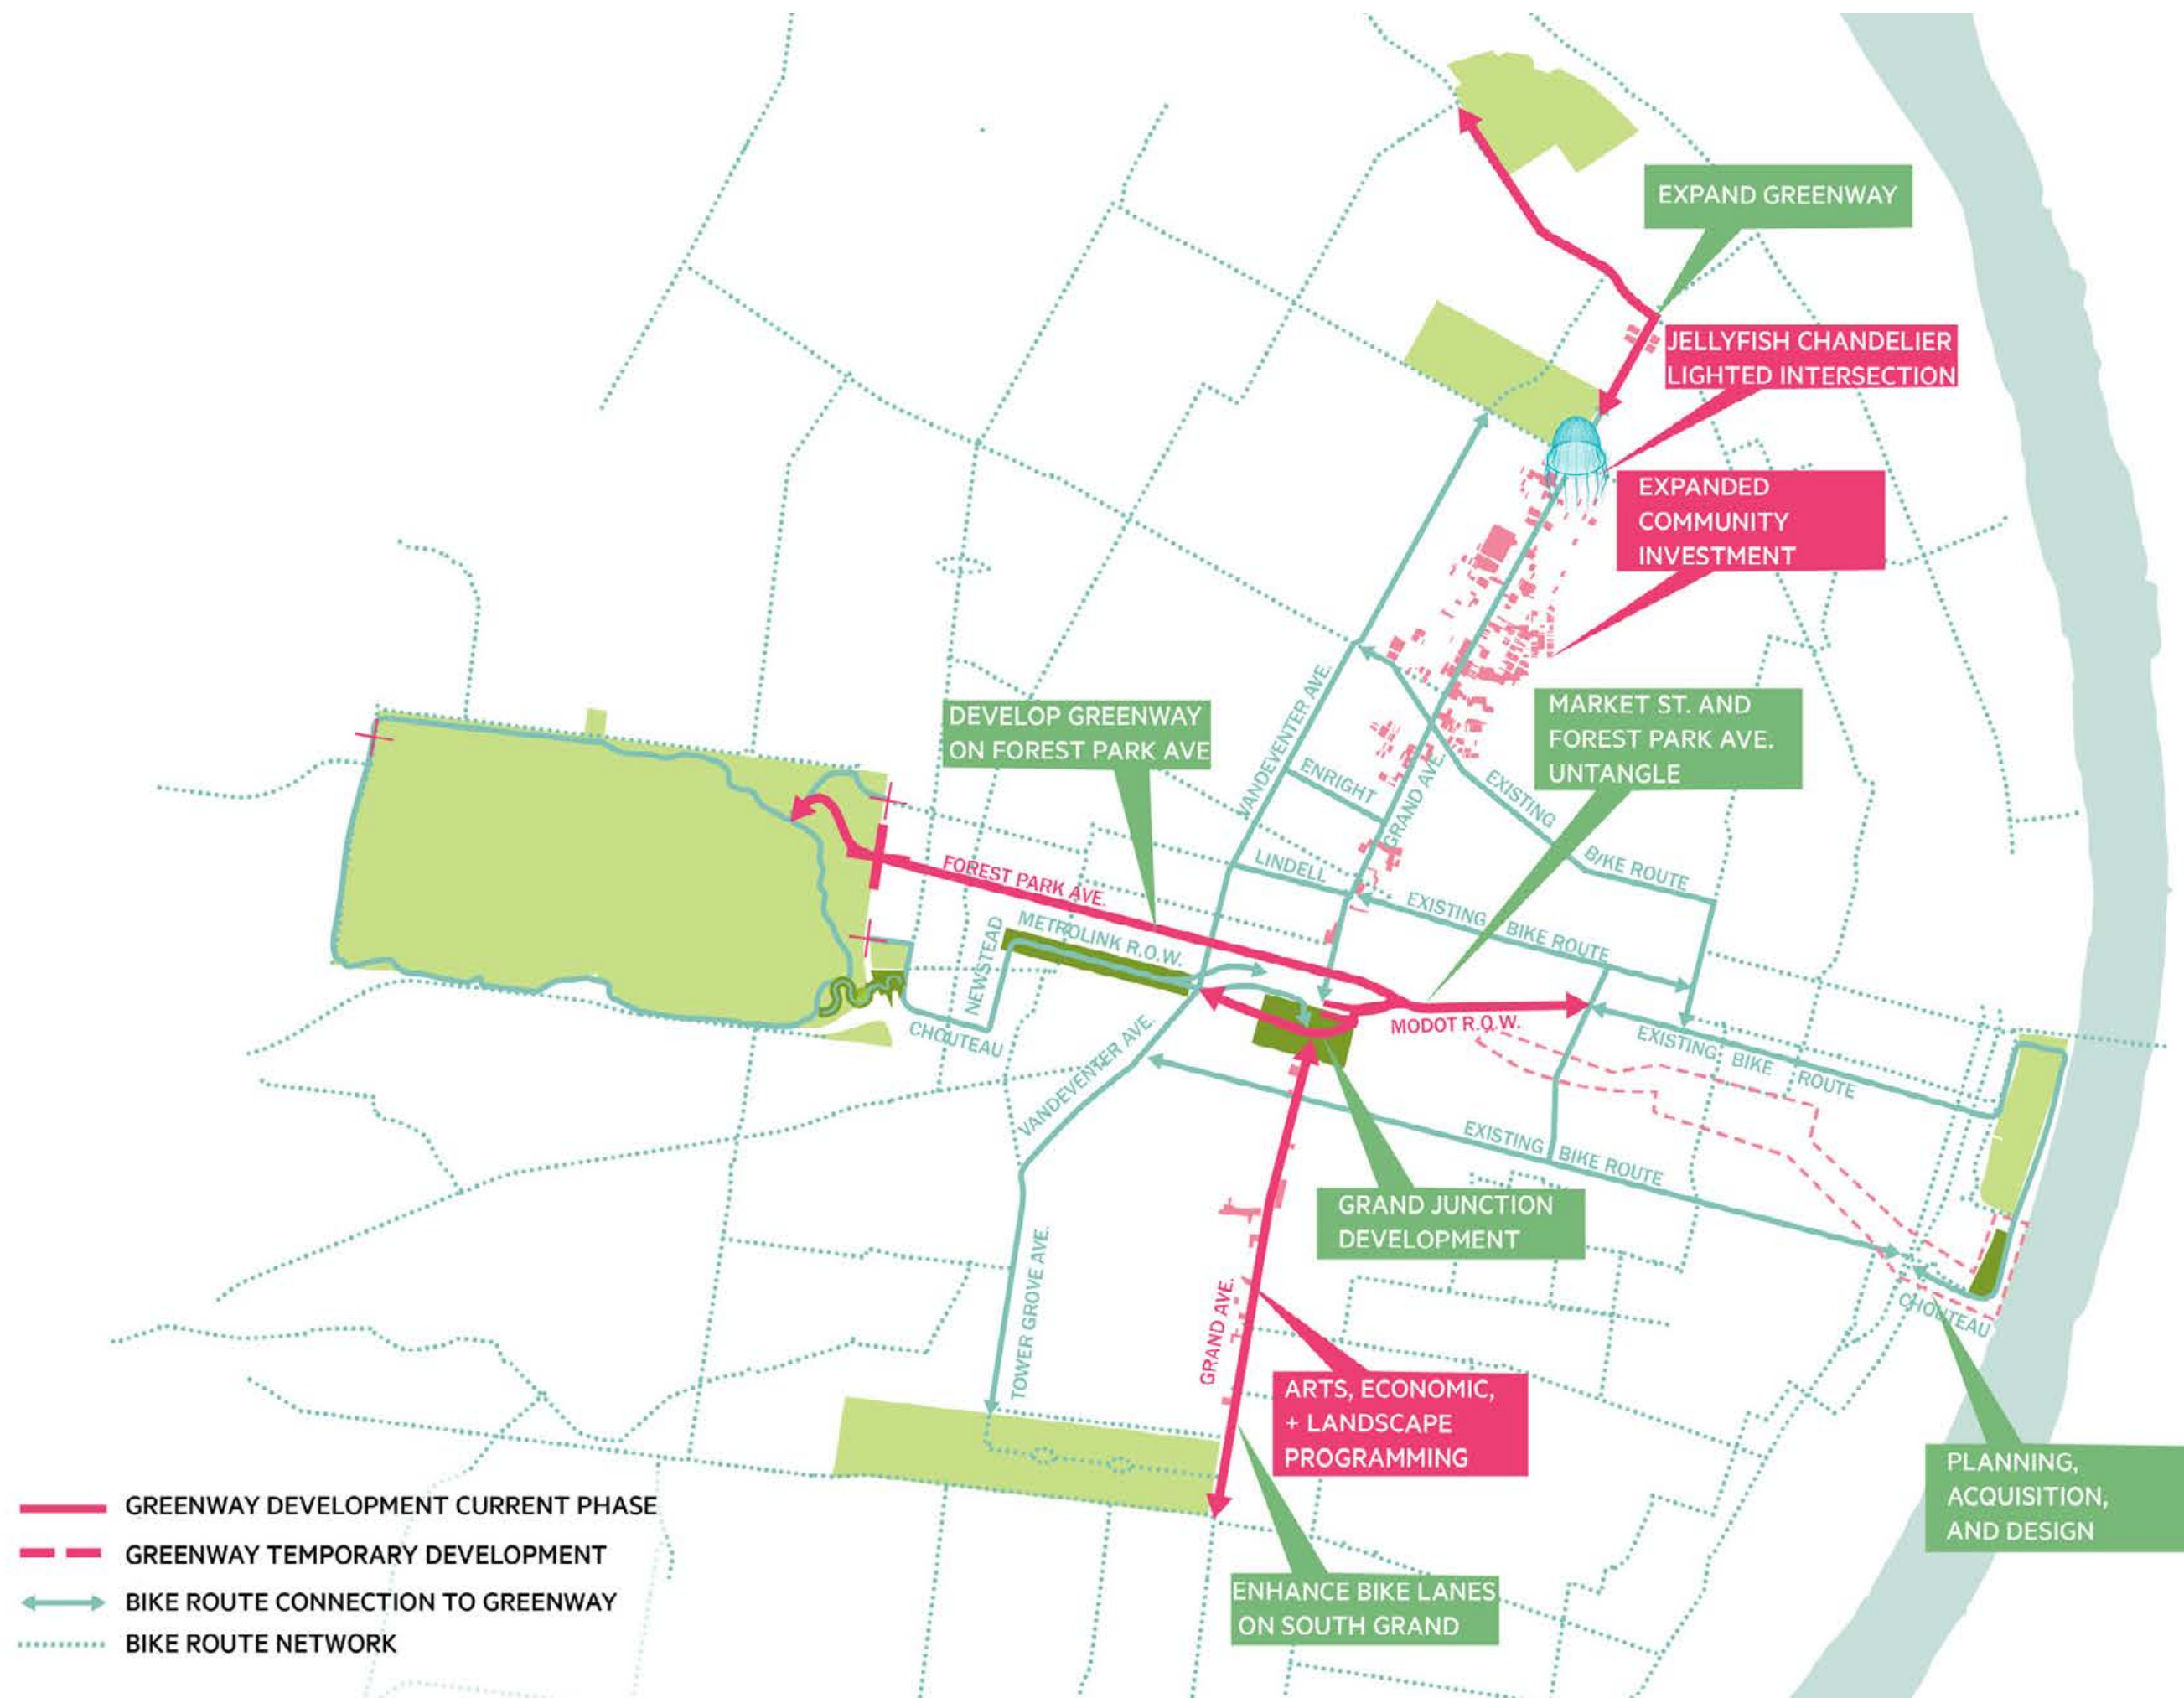 EXPAND GREENWAY
JELLYFISH CHANDELIER
LIGHTED INTERSECTION
EXPANDED
COMMUNITY
INVESTMENT
MARKET ST. AND
FOREST PARK AVE.
UNTANGLE
DEVELOP GREENWAY
ON FOREST PARK AVE
VANDEVENTER AVE.
ENRIGHT
GRAND AVE.
EXISTING
BIKE ROUTE
LINDELL
EXISTING BIKE ROUTE
FOREST PARK AVE.
METROLINK R.O.W.
NEWSTEAD
CHOUTEAU
MODOT R.O.W.
EXISTING BIKE ROUTE
VANDEVENTER AVE.
EXISTING BIKE ROUTE
GRAND JUNCTION
DEVELOPMENT
TOWER GROVE AVE.
GRAND AVE.
CHOUTEAU
ARTS, ECONOMIC,
+ LANDSCAPE
PROGRAMMING
PLANNING,
ACQUISITION,
AND DESIGN
ENHANCE BIKE LANES
ON SOUTH GRAND
GREENWAY DEVELOPMENT CURRENT PHASE
GREENWAY TEMPORARY DEVELOPMENT
BIKE ROUTE CONNECTION TO GREENWAY
BIKE ROUTE NETWORK